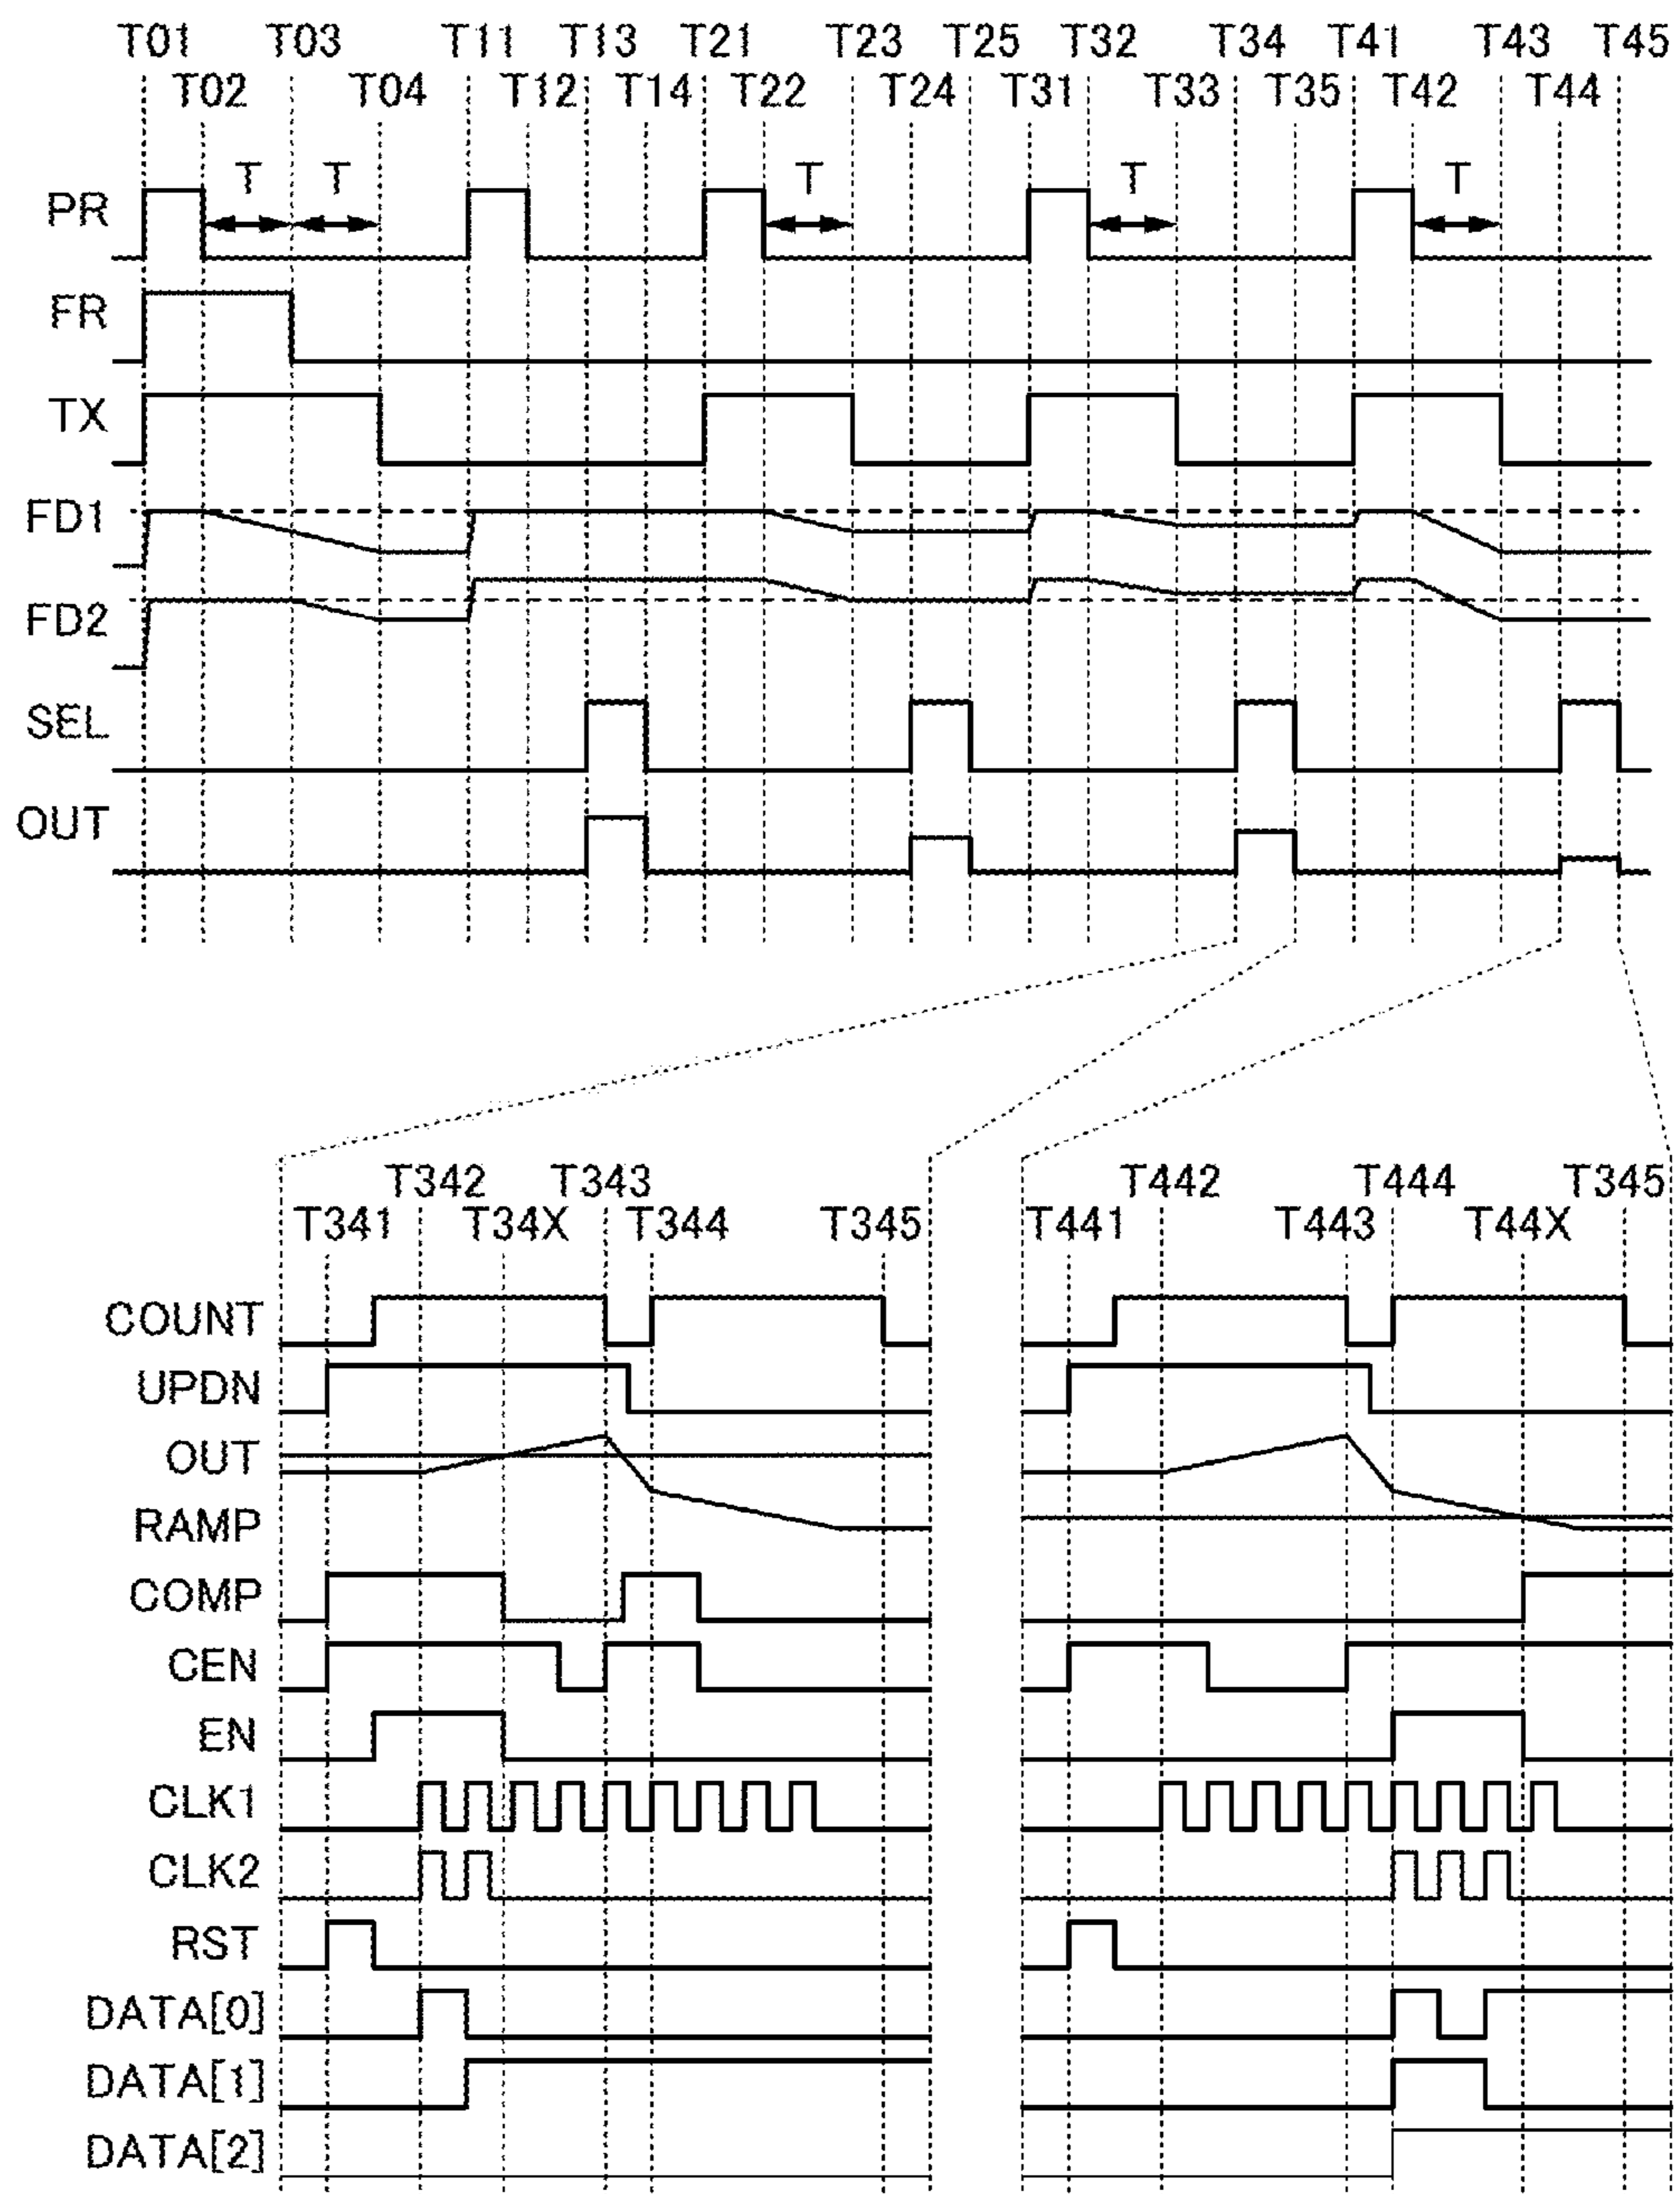 T01 T03 T11 T13 T21 T23 T25 T32 T34 T41 T43 T45
T02 T04 T12 T14 T22 T24 T31 T33 T35 T42 T44
T T T T T
PR
FR
TX
FD1
FD2
SEL
OUT
T342 T343 T442 T444 T345
T341 T34X T344 T345 T441 T443 T44X
COUNT
UPDN
OUT
RAMP
COMP
CEN
EN
CLK1
CLK2
RST
DATA[0]
DATA[1]
DATA[2]